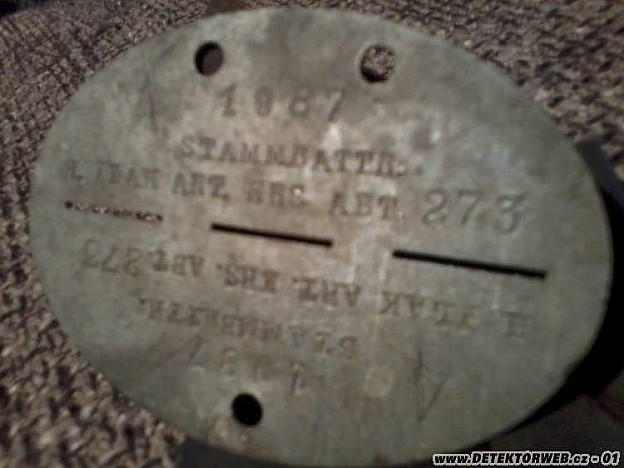 A 1087
STAMMBATTR.
H. FLAK ART. ERS. ABT. 273
H. FLAK ART. ERS. ABT. 273
STAMMBATTR.
A 1087
www.DETEKTORWEB.cz - 01